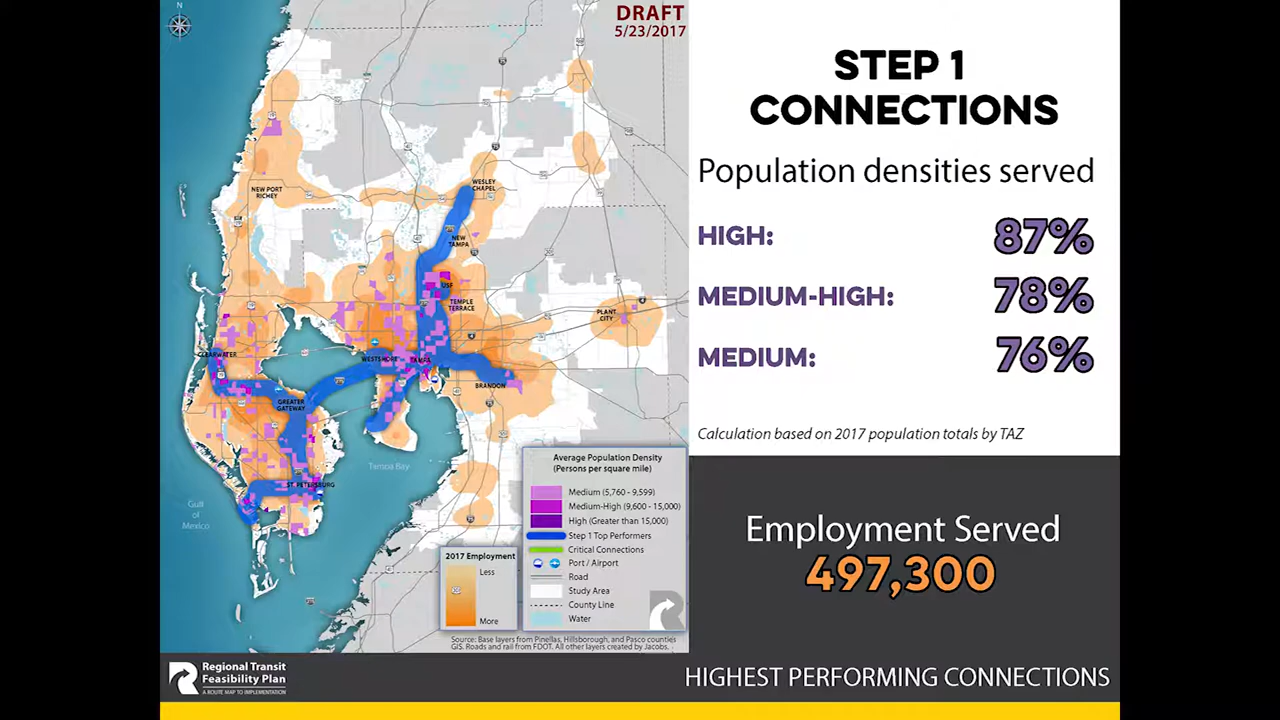 N
DRAFT
5/23/2017
NEW PORT
RICHEY
WESLEY
CHAPEL
NEW
TAMPA
USF
TEMPLE
TERRACE
PLANT
CITY
CLEARWATER
WESTSHORE
TAMPA
BRANDON
GREATER
GATEWAY
ST. PETERSBURG
Tampa Bay
Gulf
of
Mexico
2017 Employment
Less
More
Average Population Density
(Persons per square mile)
Medium (5,760 - 9,599)
Medium-High (9,600 - 15,000)
High (Greater than 15,000)
Step 1 Top Performers
Critical Connections
Port / Airport
Road
Study Area
County Line
Water
Source: Base layers from Pinellas, Hillsborough, and Pasco counties
GIS. Roads and rail from FDOT. All other layers created by Jacobs.
STEP 1
CONNECTIONS
Population densities served
HIGH: 87%
MEDIUM-HIGH: 78%
MEDIUM: 76%
Calculation based on 2017 population totals by TAZ
Employment Served
497,300
Regional Transit
Feasibility Plan
A ROUTE MAP TO IMPLEMENTATION
HIGHEST PERFORMING CONNECTIONS